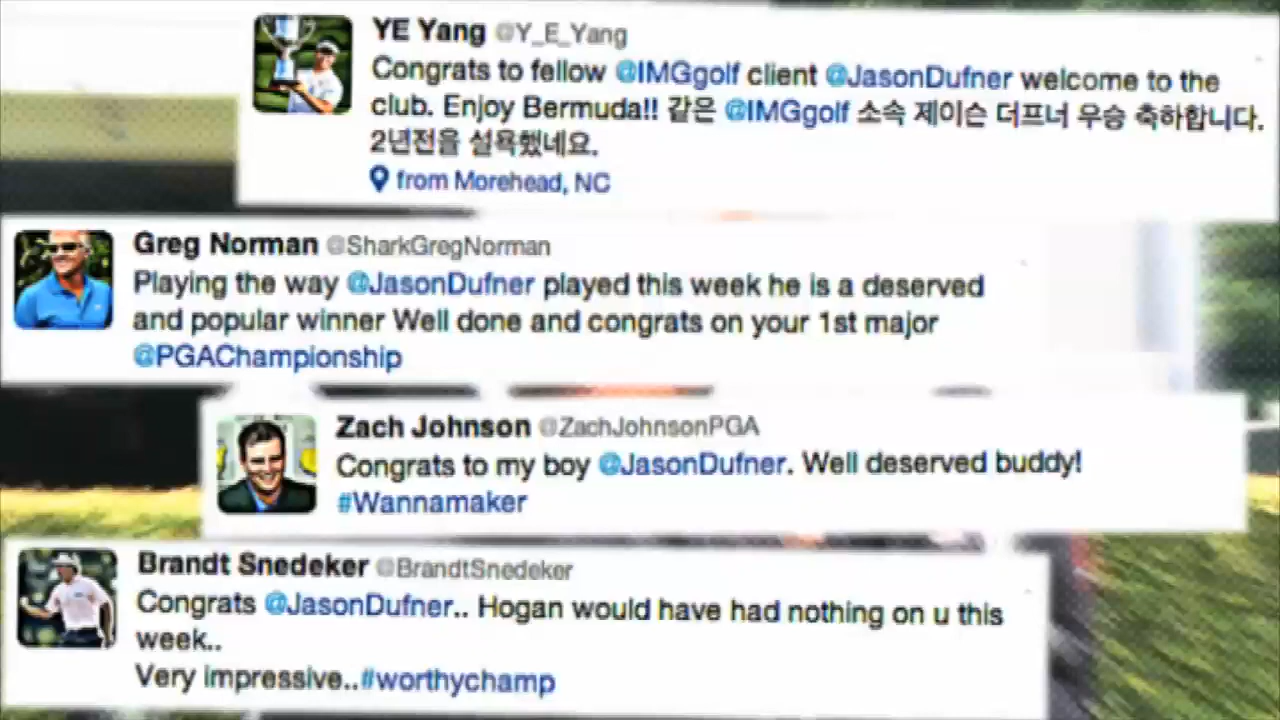 YE Yang @Y_E_Yang
Congrats to fellow @IMGgolf client @JasonDufner welcome to the
club. Enjoy Bermuda!! 같은 @IMGgolf 소속 제이슨 더프너 우승 축하합니다.
2년전을 설욕했네요.
from Morehead, NC
Greg Norman @SharkGregNorman
Playing the way @JasonDufner played this week he is a deserved
and popular winner Well done and congrats on your 1st major
@PGAChampionship
Zach Johnson @ZachJohnsonPGA
Congrats to my boy @JasonDufner. Well deserved buddy!
#Wannamaker
Brandt Snedeker @BrandtSnedeker
Congrats @JasonDufner.. Hogan would have had nothing on u this
week..
Very impressive..#worthychamp